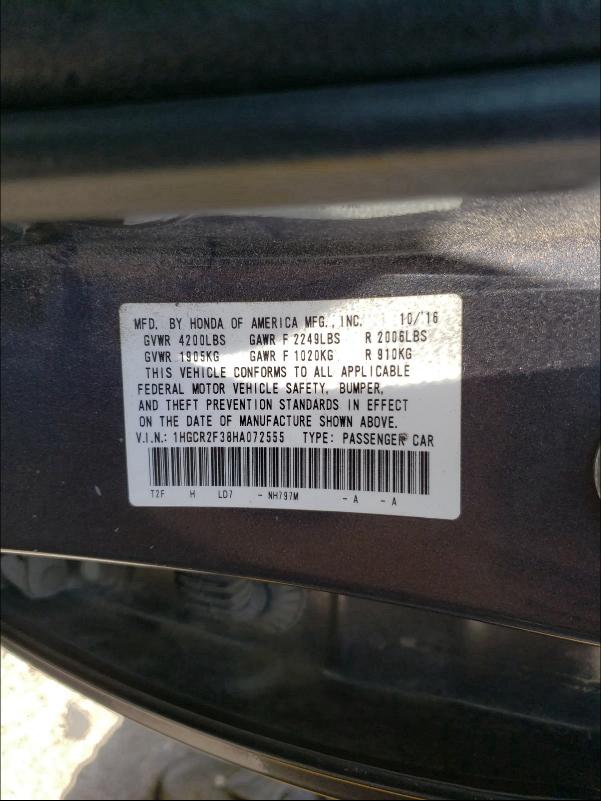 MFD. BY HONDA OF AMERICA MFG., INC. 10/'16
GVWR 4200LBS GAWR F 2249LBS R 2006LBS
GVWR 1905KG GAWR F 1020KG R 910KG
THIS VEHICLE CONFORMS TO ALL APPLICABLE
FEDERAL MOTOR VEHICLE SAFETY, BUMPER,
AND THEFT PREVENTION STANDARDS IN EFFECT
ON THE DATE OF MANUFACTURE SHOWN ABOVE.
V.I.N.: 1HGCR2F38HA072555 TYPE: PASSENGER CAR
T2F H LD7 - NH797M - A - A